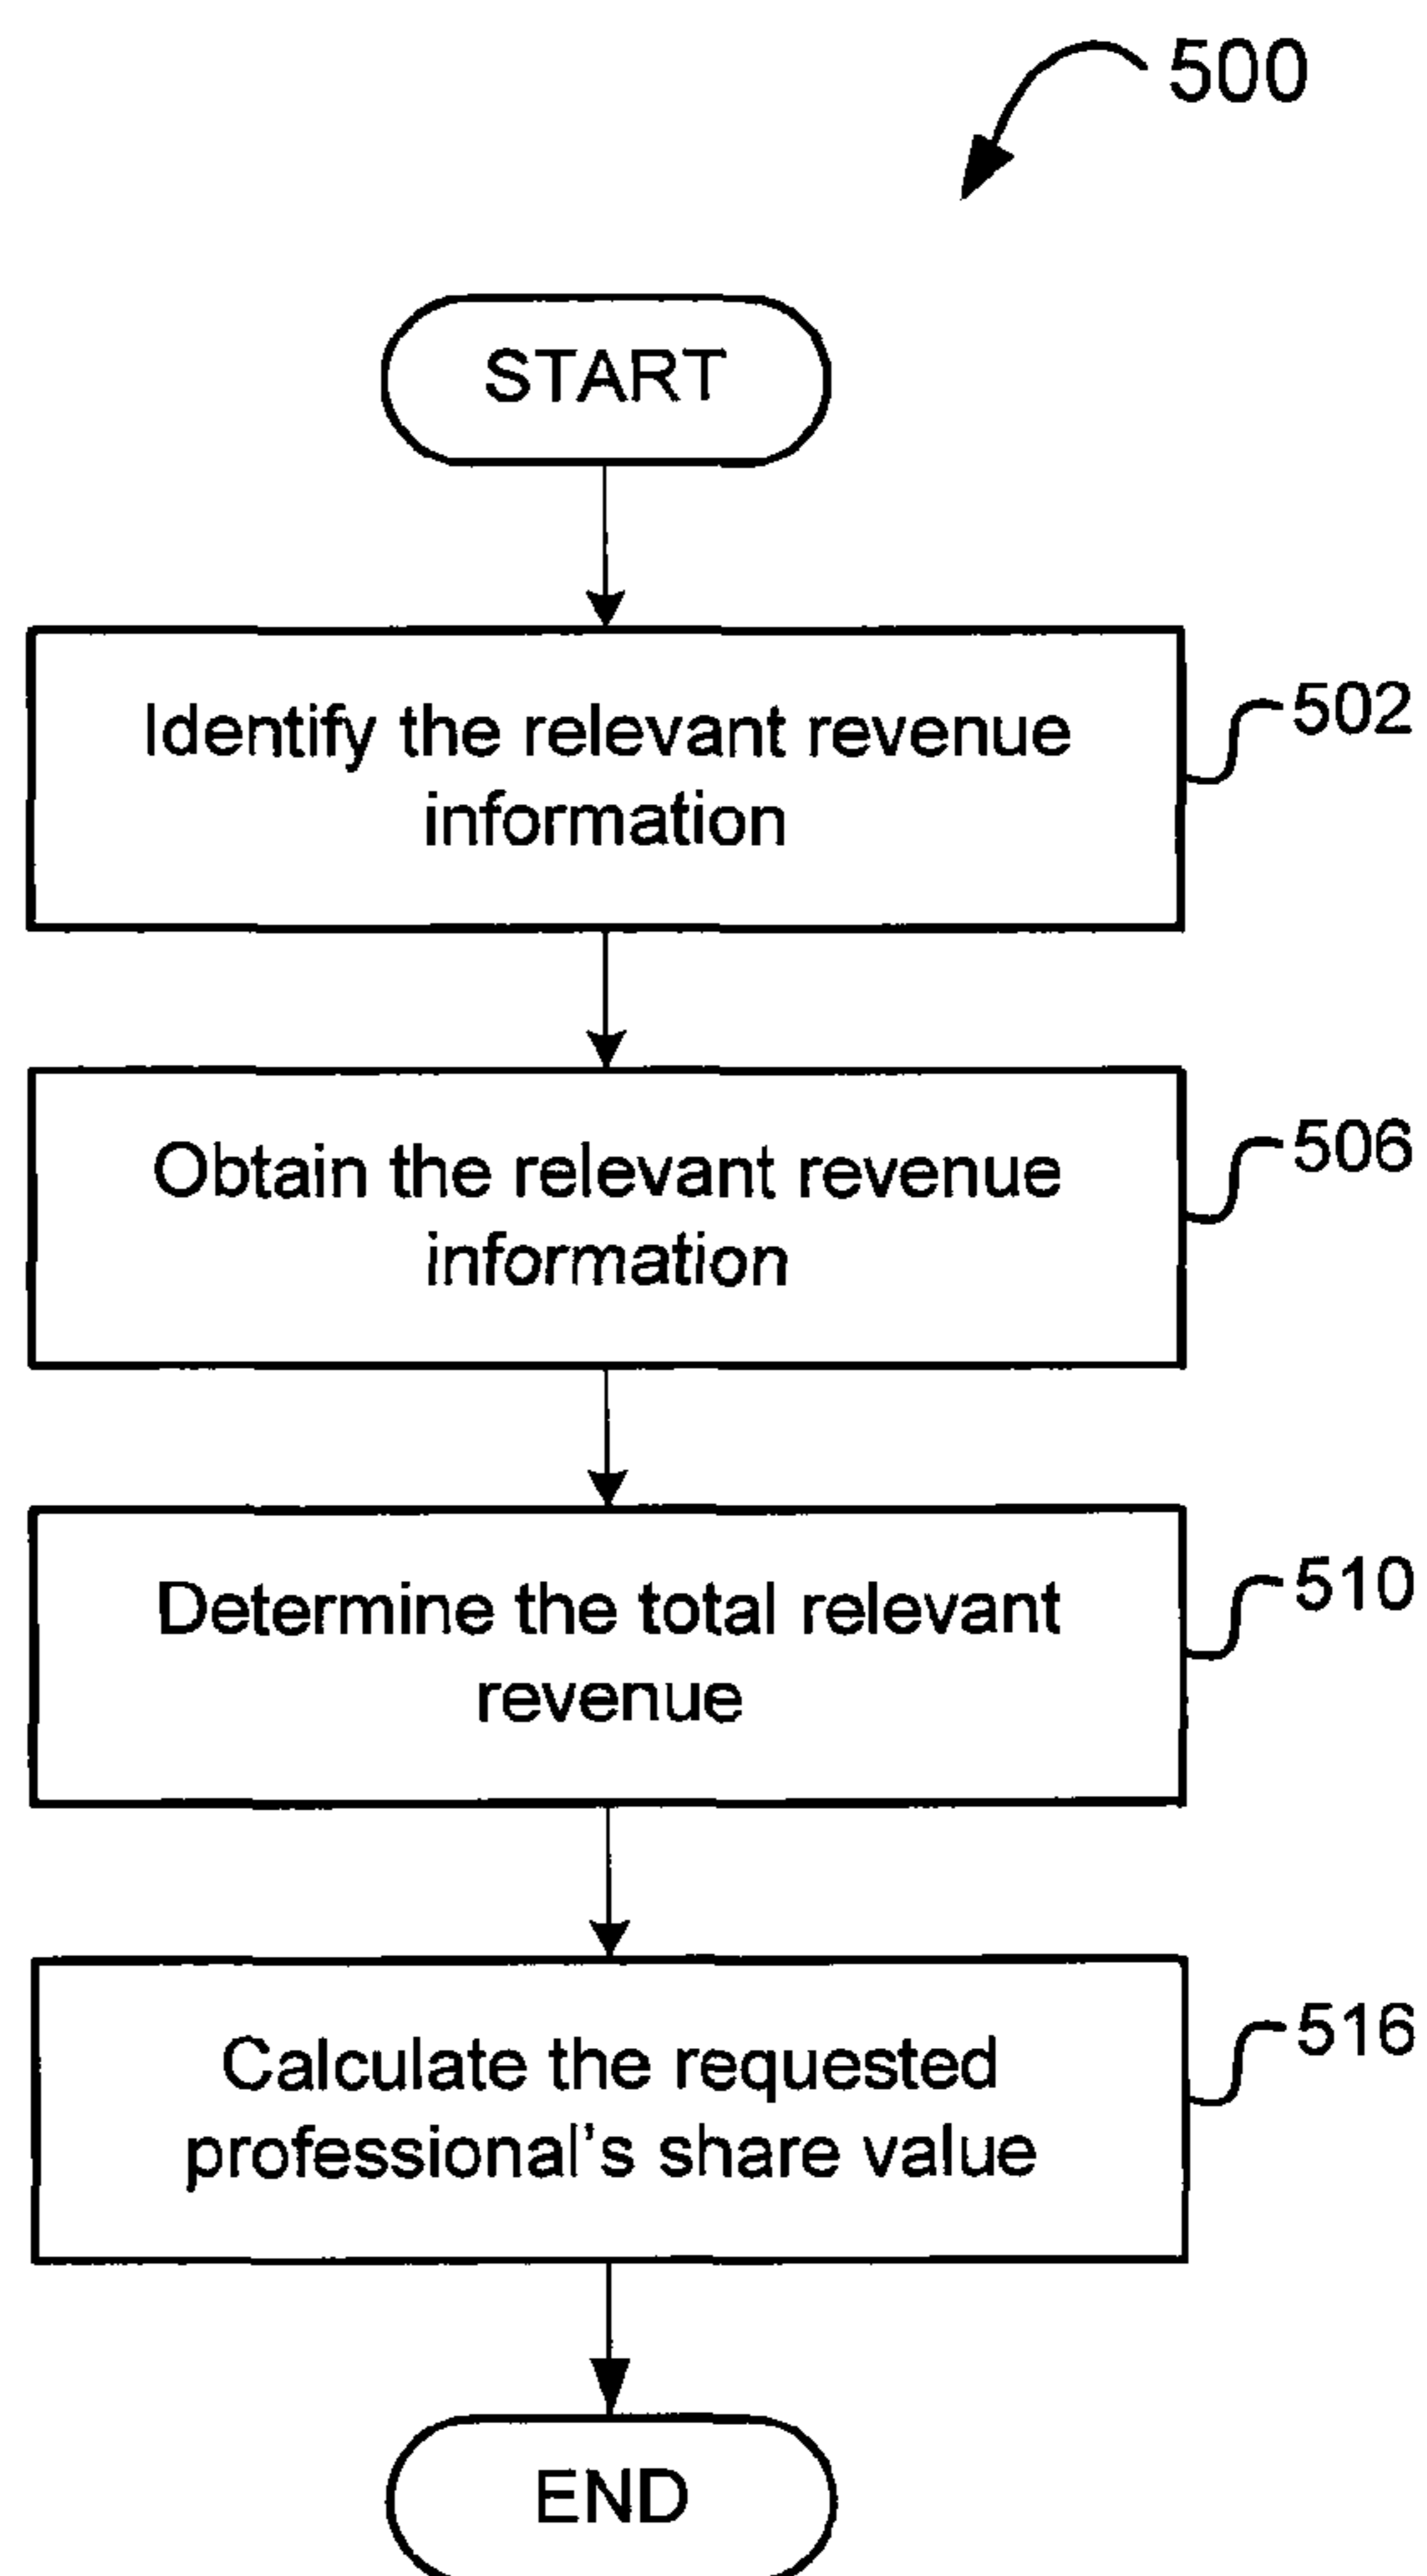 500
START
Identify the relevant revenue
information
502
Obtain the relevant revenue
information
506
Determine the total relevant
revenue
510
Calculate the requested
professional's share value
516
END